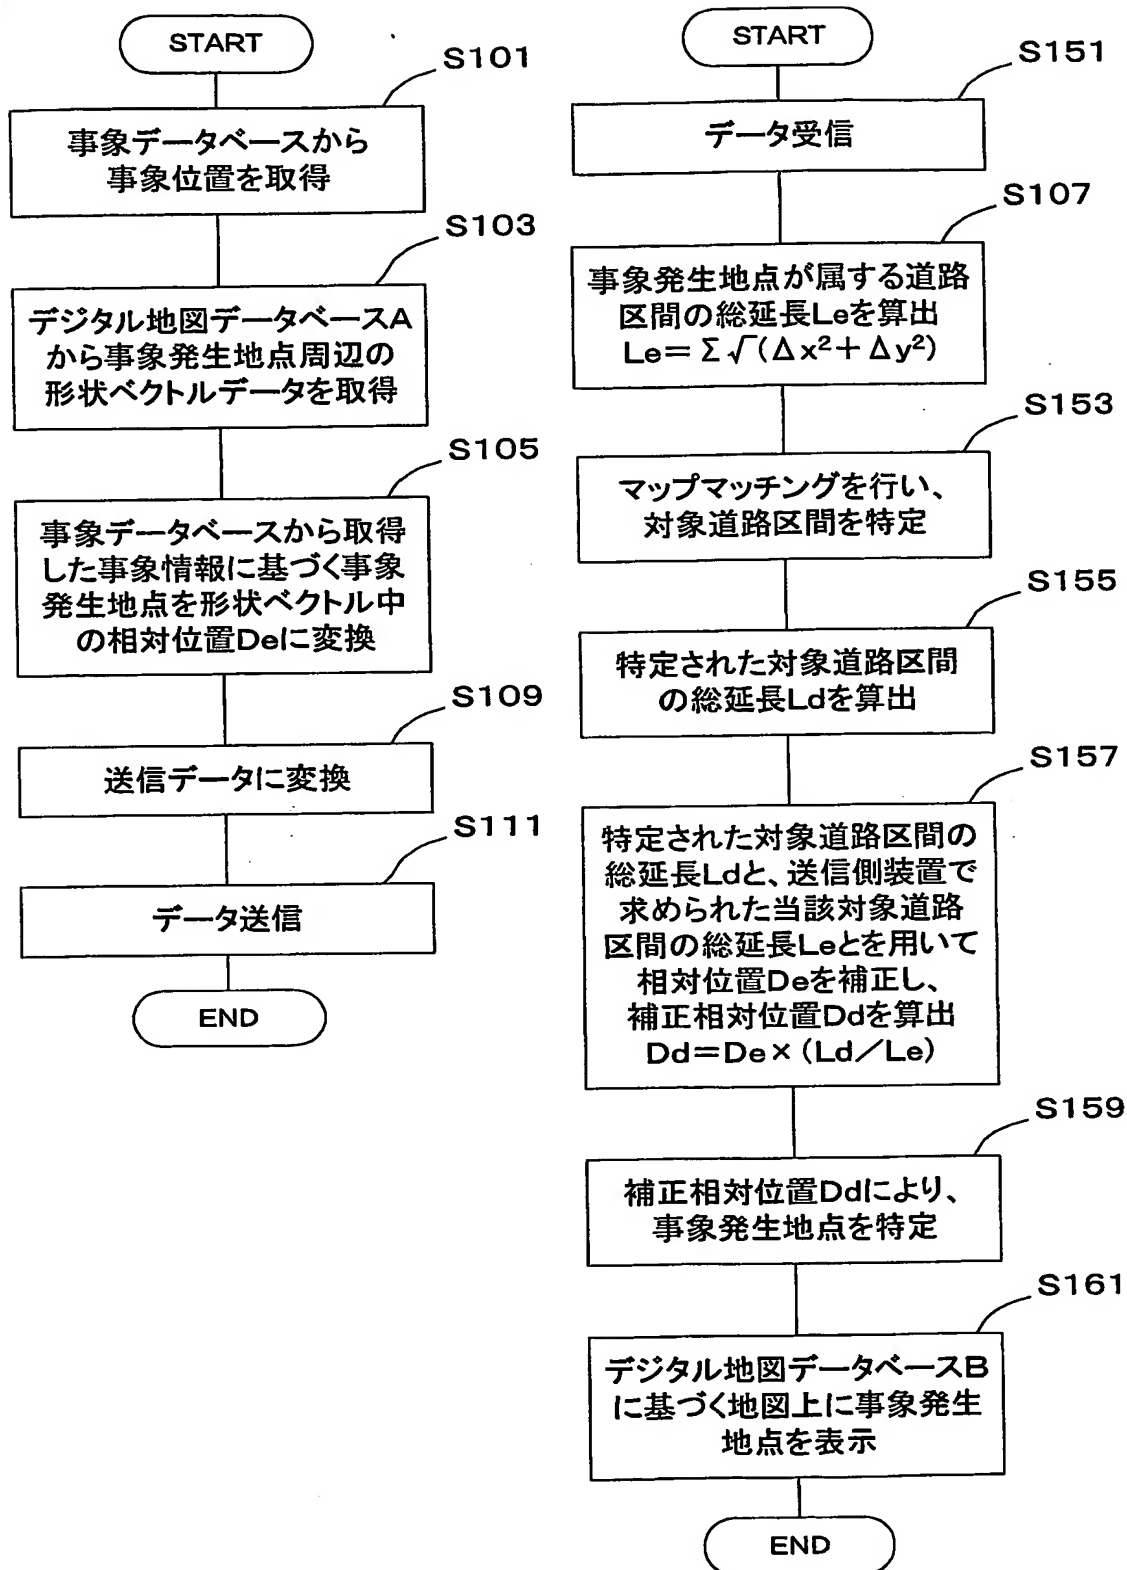 START
S101
事象データベースから
事象位置を取得
S103
デジタル地図データベースA
から事象発生地点周辺の
形状ベクトルデータを取得
S105
事象データベースから取得
した事象情報に基づく事象
発生地点を形状ベクトル中
の相対位置Deに変換
S109
送信データに変換
S111
データ送信
END
START
S151
データ受信
S107
事象発生地点が属する道路
区間の総延長Leを算出
Le=Σ√(Δx²+Δy²)
S153
マップマッチングを行い、
対象道路区間を特定
S155
特定された対象道路区間
の総延長Ldを算出
S157
特定された対象道路区間の
総延長Ldと、送信側装置で
求められた当該対象道路
区間の総延長Leとを用いて
相対位置Deを補正し、
補正相対位置Ddを算出
Dd=De×(Ld/Le)
S159
補正相対位置Ddにより、
事象発生地点を特定
S161
デジタル地図データベースB
に基づく地図上に事象発生
地点を表示
END